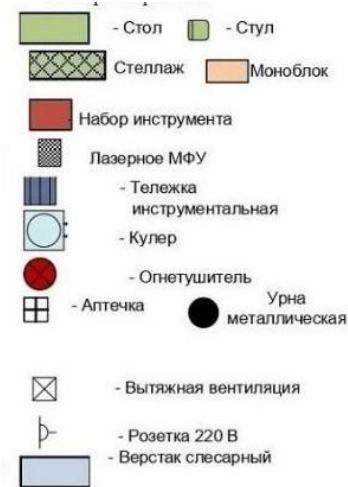 - Стол - Стул
Стеллаж Моноблок
Набор инструмента
Лазерное МФУ
- Тележка
инструментальная
- Кулер
- Огнетушитель
- Аптечка Урна
металлическая
- Вытяжная вентиляция
- Розетка 220 В
- Верстак слесарный